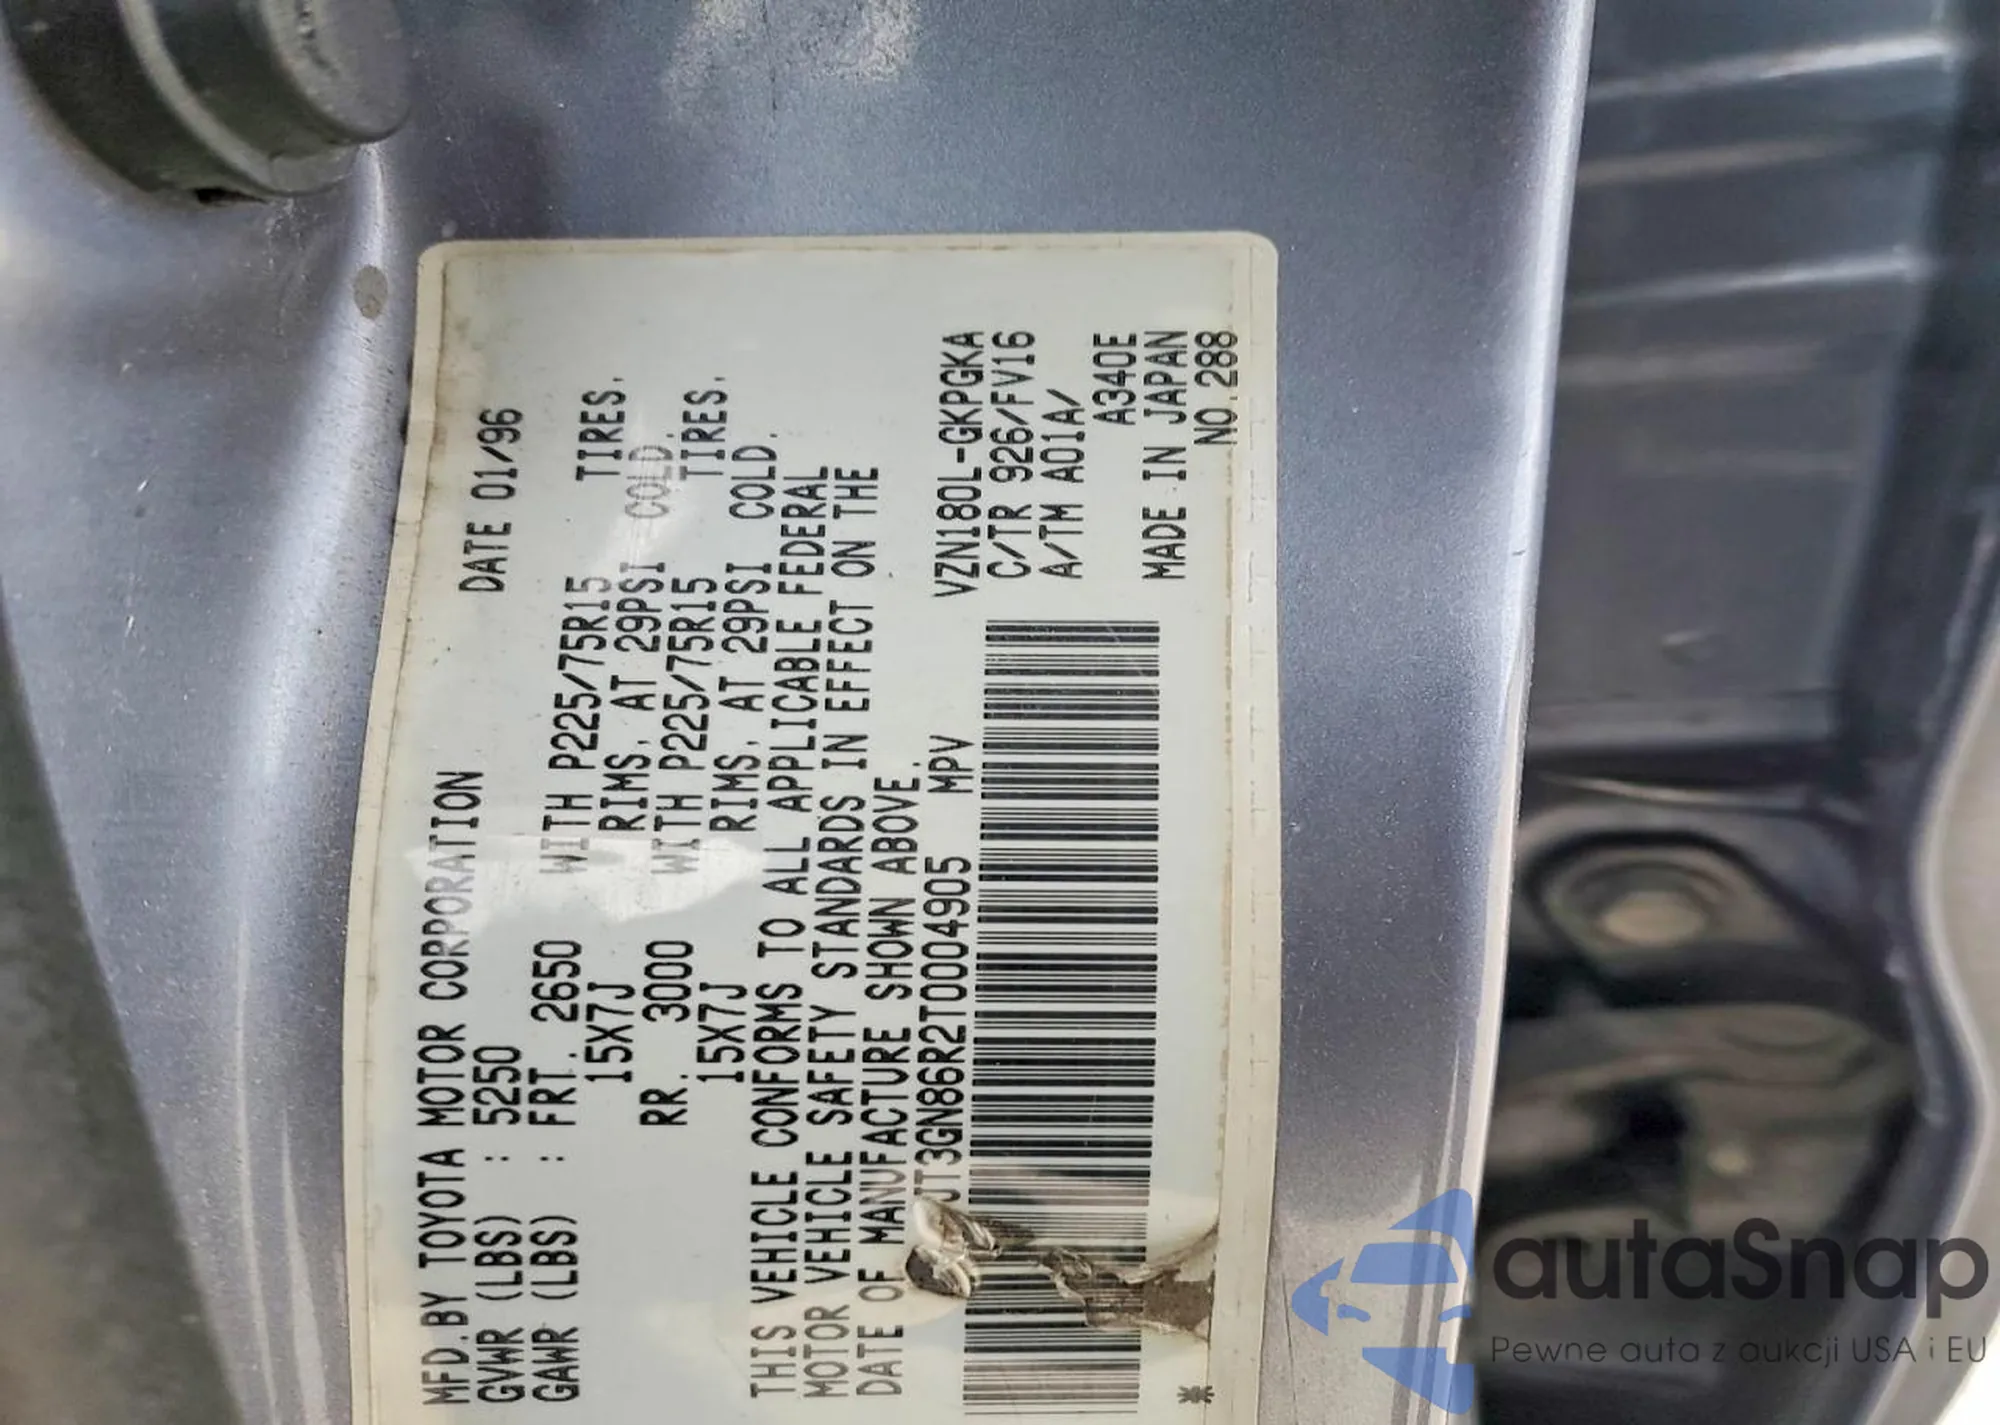 MFD.BY TOYOTA MOTOR CORPORATION DATE 01/96
GVWR (LBS) : 5250
GAWR (LBS) : FRT. 2650 WITH P225/75R15 TIRES,
15X7J RIMS, AT 29PSI COLD,
RR. 3000 WITH P225/75R15 TIRES,
15X7J RIMS, AT 29PSI COLD.
THIS VEHICLE CONFORMS TO ALL APPLICABLE FEDERAL
MOTOR VEHICLE SAFETY STANDARDS IN EFFECT ON THE
DATE OF MANUFACTURE SHOWN ABOVE.
JT3GN86R2T0004905 MPV
VZN180L-GKPGKA
C/TR 926/FV16
A/TM A01A/
A340E
MADE IN JAPAN
NO.288
autaSnap
Pewne auta z aukcji USA i EU